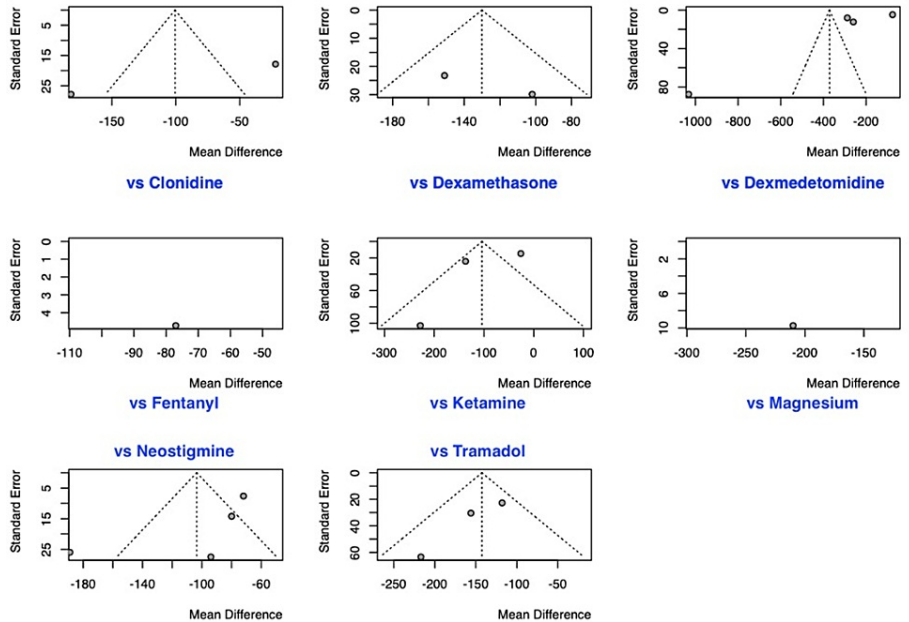 Standard Error
5
15
25
-150
-100
-50
Mean Difference
vs Clonidine
Standard Error
0
10
20
30
-180
-140
-100
-80
Mean Difference
vs Dexamethasone
Standard Error
0
40
80
-1000
-800
-600
-400
-200
Mean Difference
vs Dexmedetomidine
Standard Error
0
1
2
3
4
-110
-90
-80
-70
-60
-50
Mean Difference
vs Fentanyl
Standard Error
20
60
100
-300
-200
-100
0
100
Mean Difference
vs Ketamine
Standard Error
2
6
10
-300
-250
-200
-150
Mean Difference
vs Magnesium
vs Neostigmine
Standard Error
5
15
25
-180
-140
-100
-60
Mean Difference
vs Tramadol
Standard Error
0
20
40
60
-250
-200
-150
-100
-50
Mean Difference